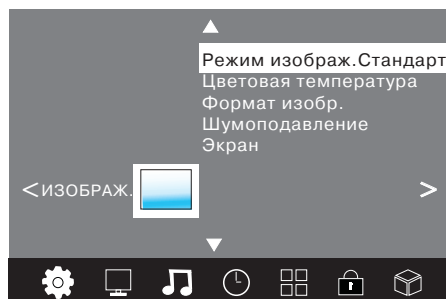 Режим изображ.Стандарт
Цветовая температура
Формат изобр.
Шумоподавление
Экран
<ИЗОБРАЖ. >